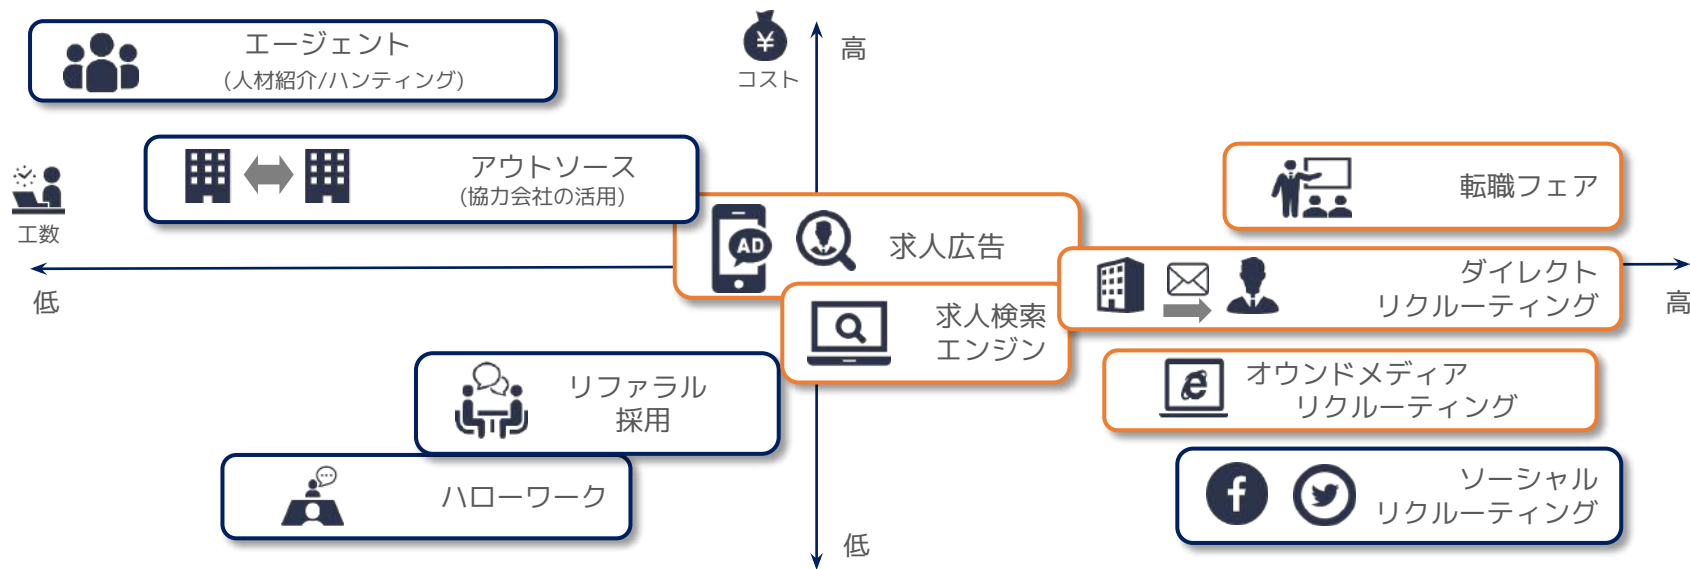 エージェント
(人材紹介/ハンティング)
¥
コスト
高
アウトソース
(協力会社の活用)
工数
転職フェア
AD
求人広告
ダイレクト
リクルーティング
低
高
求人検索
エンジン
リファラル
採用
オウンドメディア
リクルーティング
ハローワーク
ソーシャル
リクルーティング
低